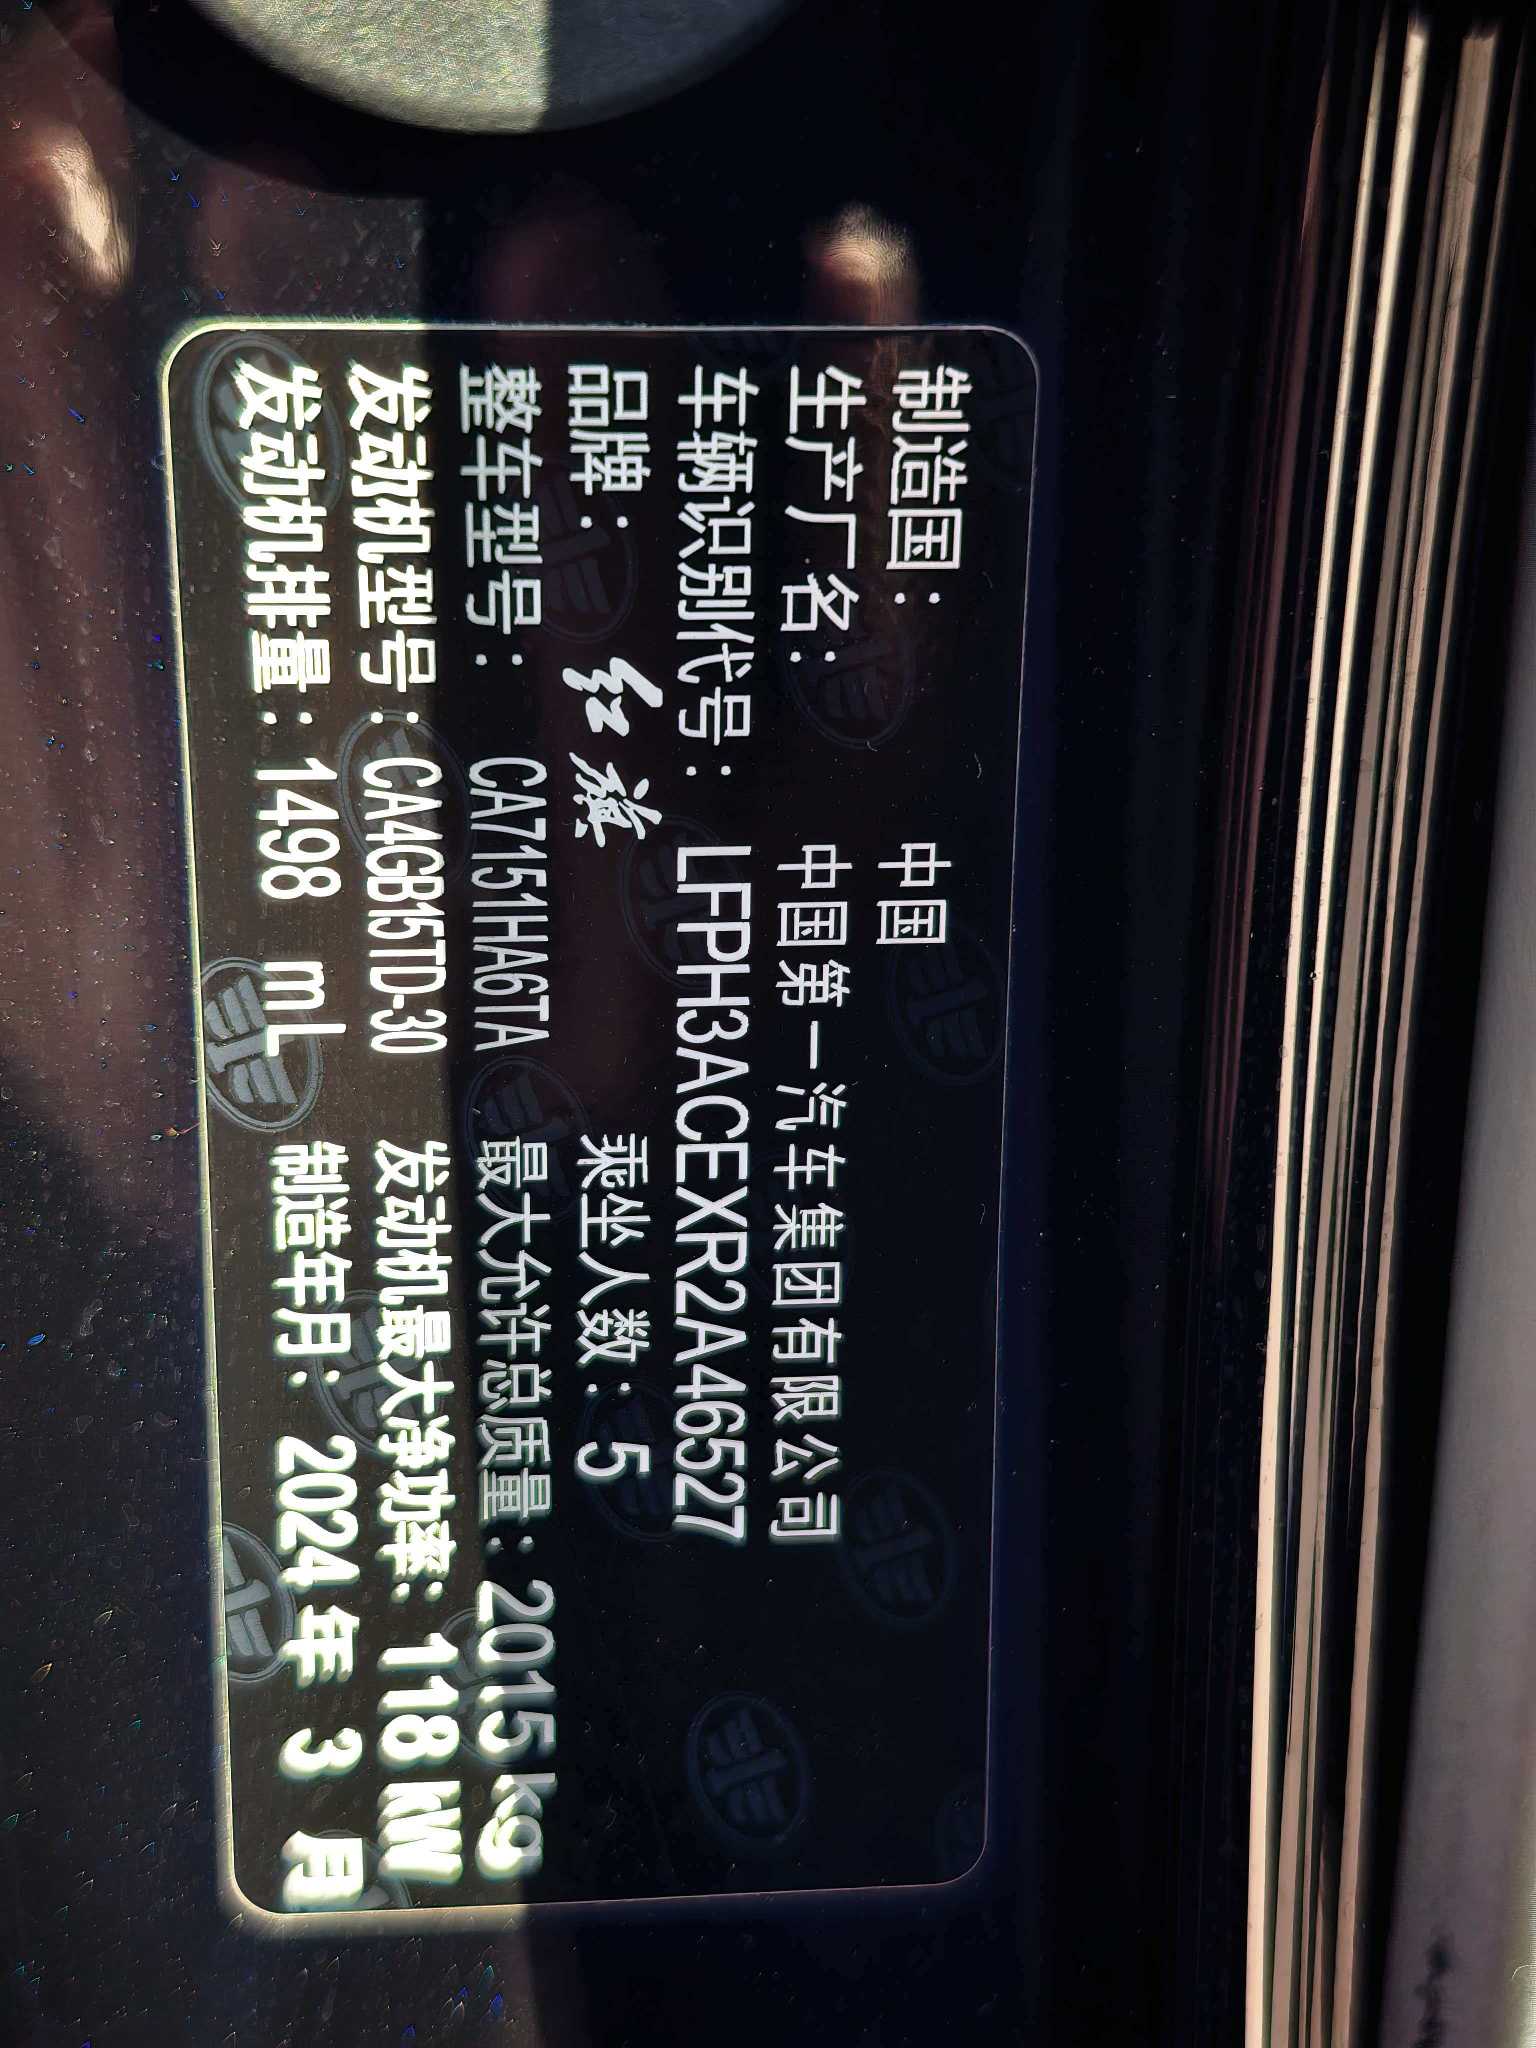 制造国： 中国
生产厂名： 中国第一汽车集团有限公司
车辆识别代号： LFPH3ACEXR2A46527
品牌： 红旗 乘坐人数：5
整车型号： CA7151HA6TA 最大允许总质量：2015kg
发动机型号：CA4GB15TD-30 发动机最大净功率：118kW
发动机排量：1498 mL 制造年月：2024年 3 月